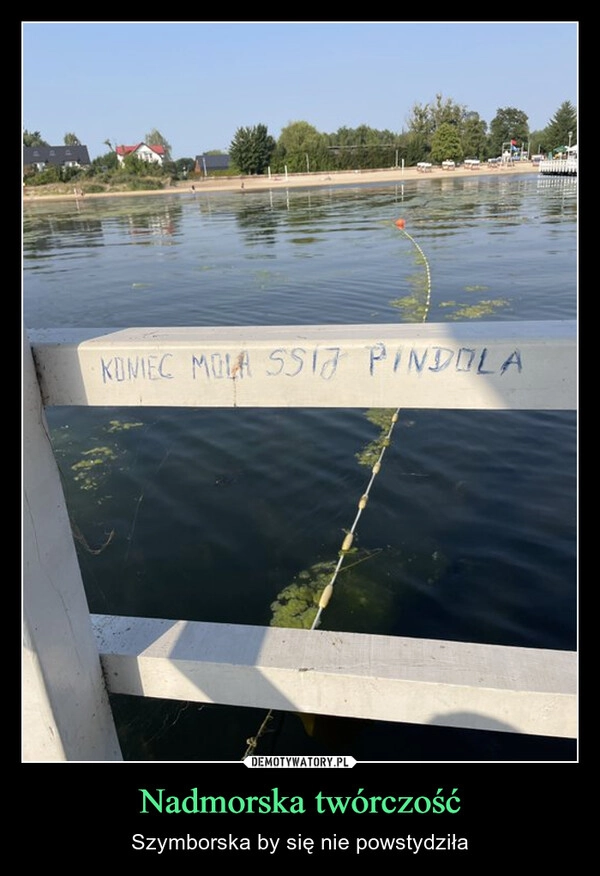 KONIEC MOLA SSIJ PINDOLA
DEMOTYWATORY.PL
Nadmorska twórczość
Szymborska by się nie powstydziła